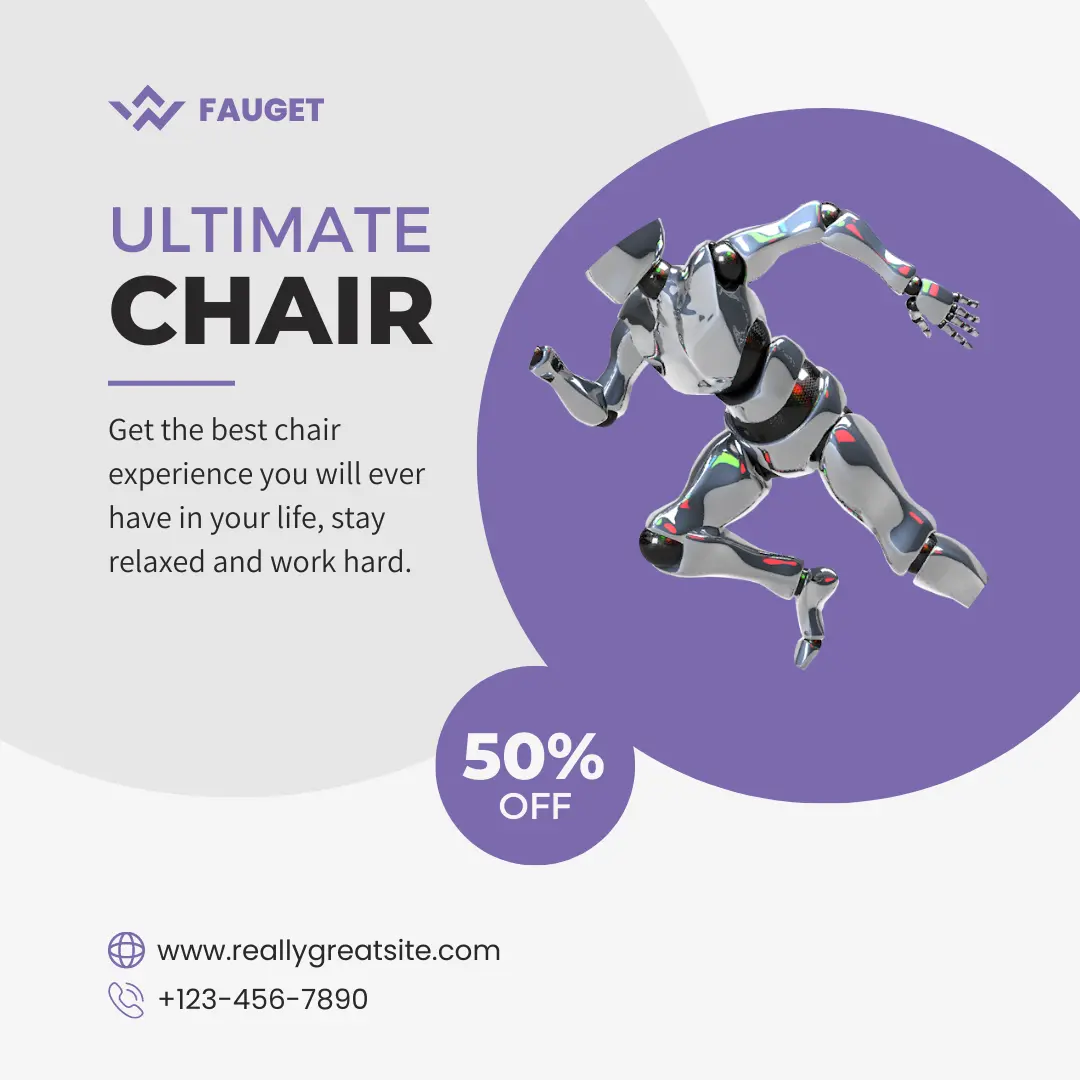 FAUGET
ULTIMATE
CHAIR
Get the best chair
experience you will ever
have in your life, stay
relaxed and work hard.
50%
OFF
www.reallygreatsite.com
+123-456-7890